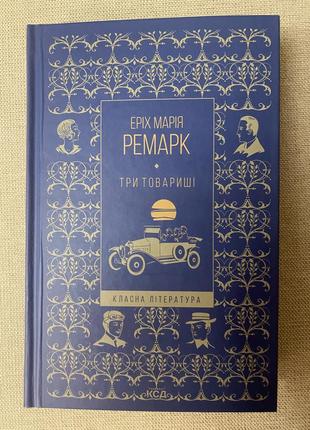 ЕРІХ МАРІЯ
РЕМАРК
ТРИ ТОВАРИШІ
КЛАСНА ЛІТЕРАТУРА
КСД